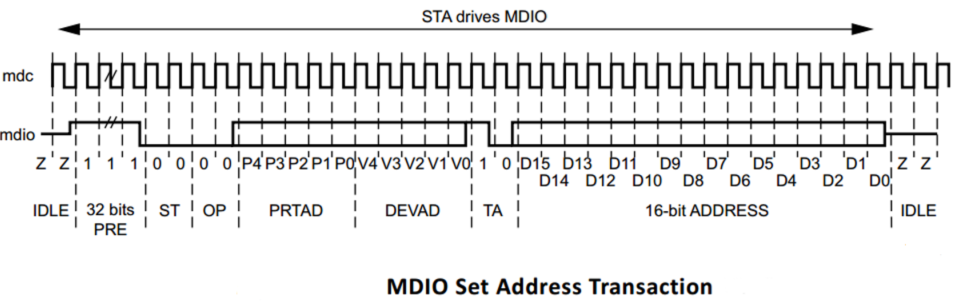 STA drives MDIO
mdc
mdio
Z Z 1 1 1 0 0 0 0 P4 P3 P2 P1 P0 V4 V3 V2 V1 V0 1 0 D15 D13 D11 D9 D7 D5 D3 D1 Z Z
D14 D12 D10 D8 D6 D4 D2 D0
IDLE 32 bits ST OP PRTAD DEVAD TA 16-bit ADDRESS IDLE
PRE
MDIO Set Address Transaction